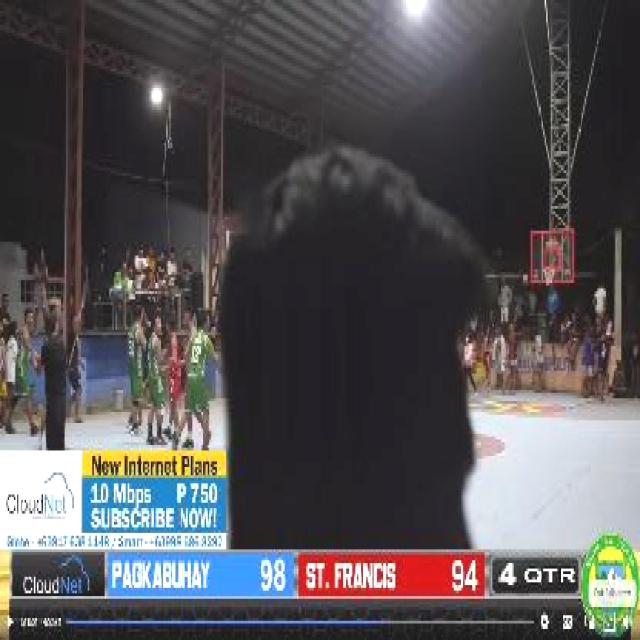 New Internet Plans
CloudNet
10 Mbps ₱750
SUBSCRIBE NOW!
CloudNet PAGKABUHAY 98 ST. FRANCIS 94 4 QTR